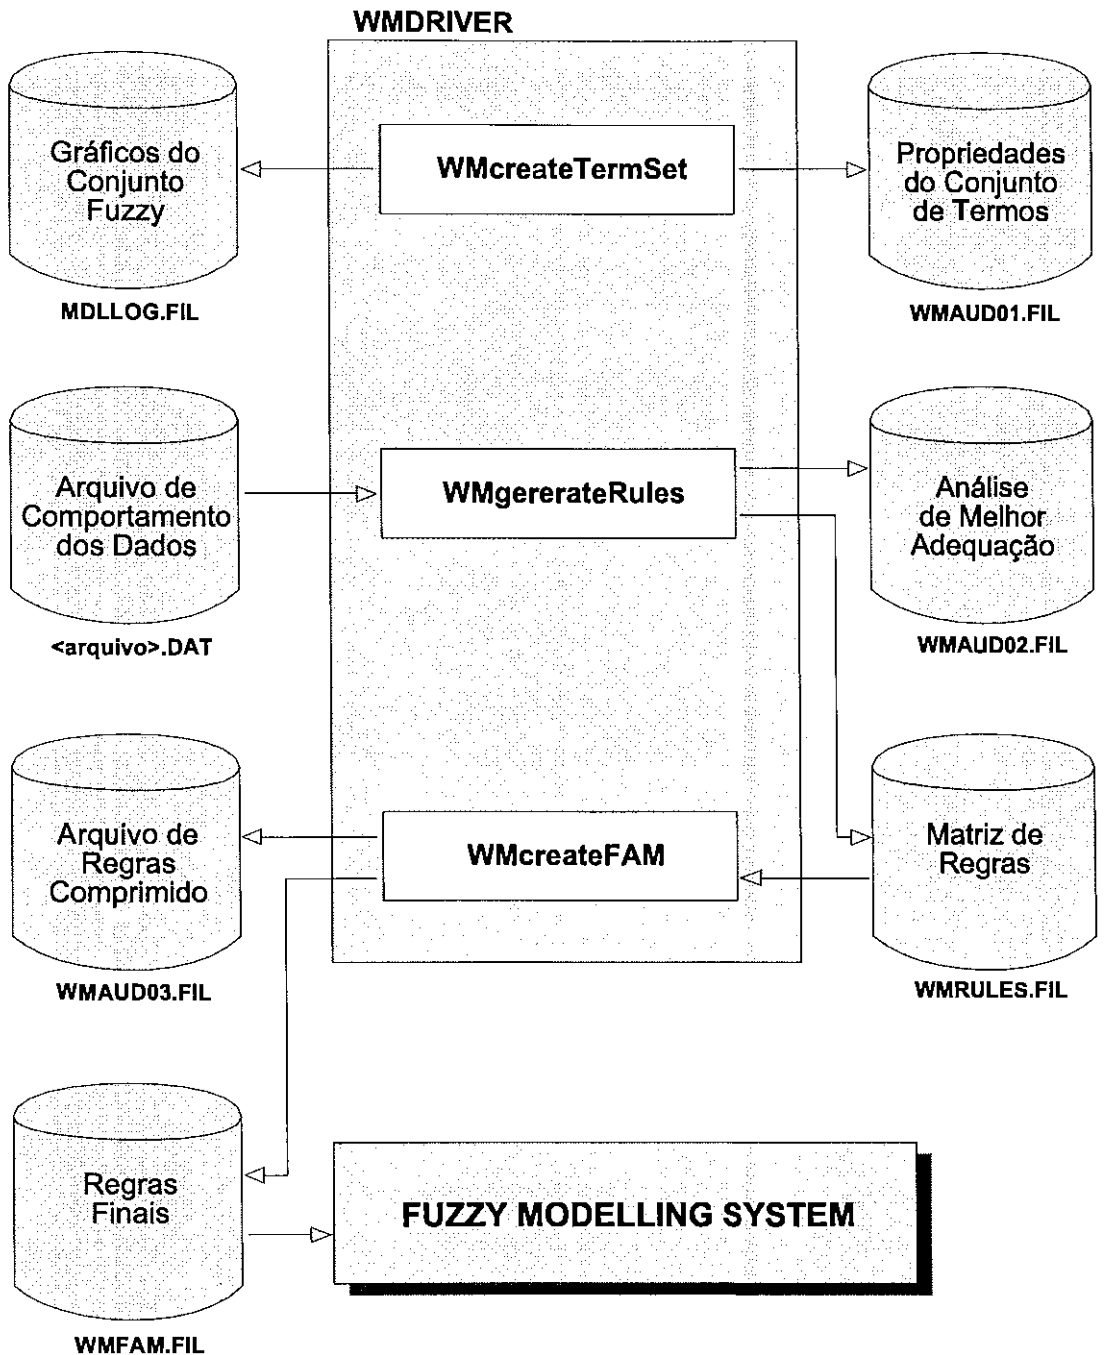 WMDRIVER
Gráficos do
Conjunto
Fuzzy
MDLLOG.FIL
WMcreateTermSet
Propriedades
do Conjunto
de Termos
WMAUD01.FIL
Arquivo de
Comportamento
dos Dados
<arquivo>.DAT
WMgererateRules
Análise
de Melhor
Adequação
WMAUD02.FIL
Arquivo de
Regras
Comprimido
WMAUD03.FIL
WMcreateFAM
Matriz de
Regras
WMRULES.FIL
Regras
Finais
WMFAM.FIL
FUZZY MODELLING SYSTEM